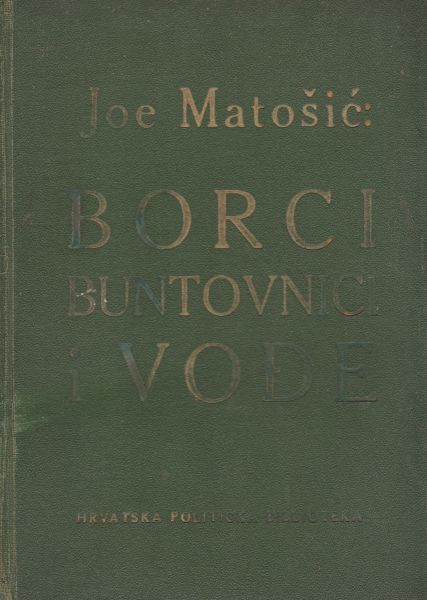 Joe Matošić:
BORCI
BUNTOVNICI
i VOĐE
HRVATSKA POLITIČKA BIBLIOTEKA